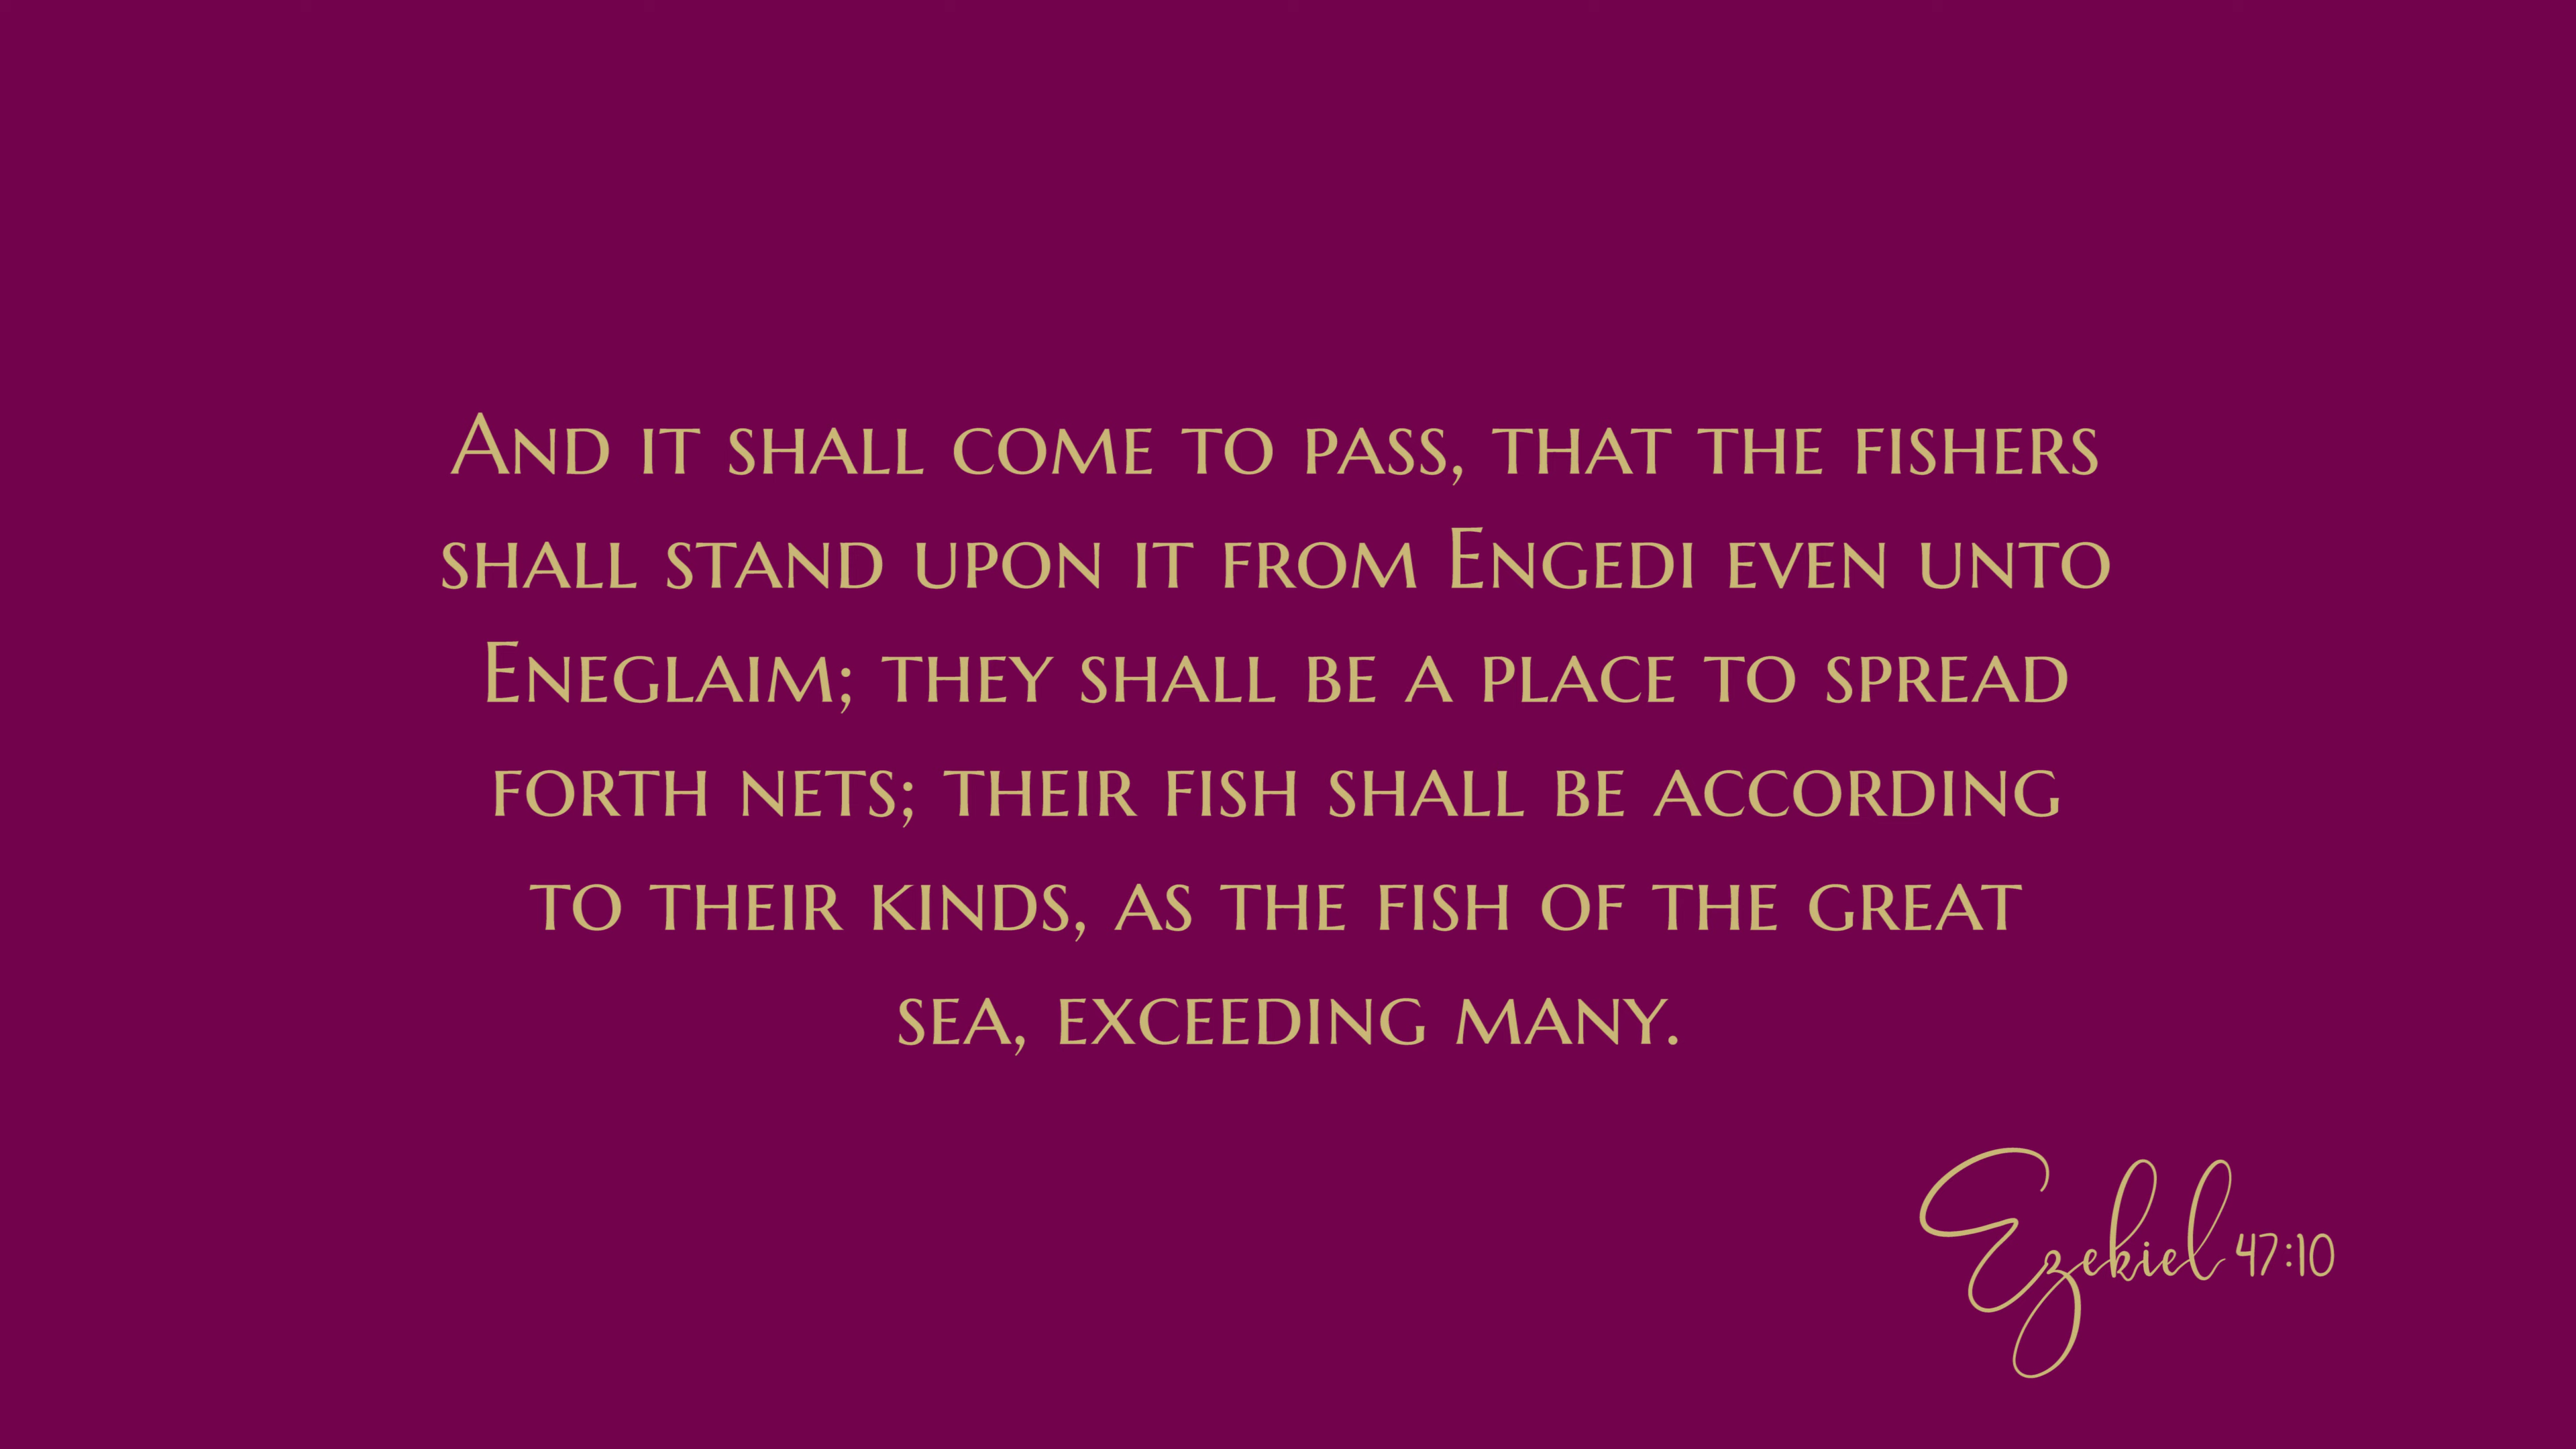 And it shall come to pass, that the fishers
shall stand upon it from Engedi even unto
Eneglaim; they shall be a place to spread
forth nets; their fish shall be according
to their kinds, as the fish of the great
sea, exceeding many.
Ezekiel 47:10